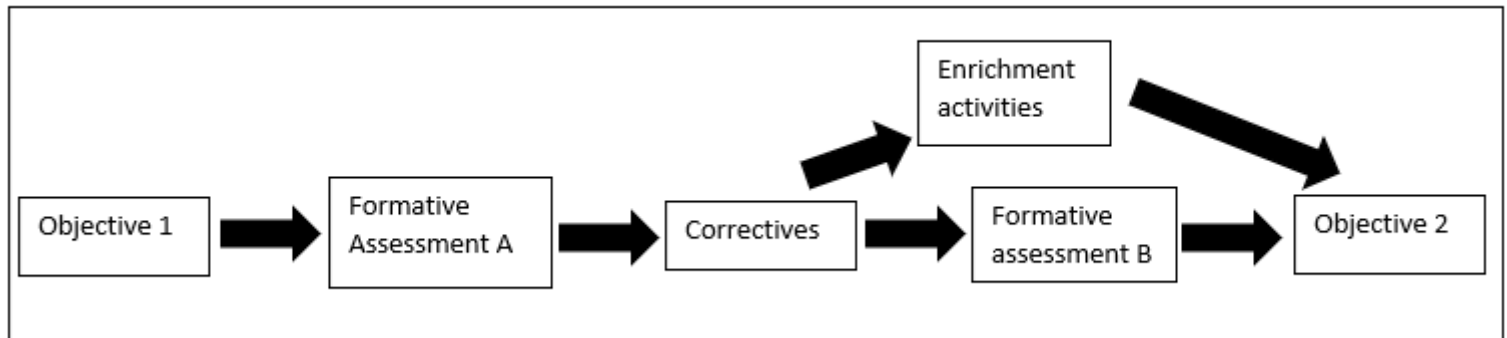 Enrichment
activities
Objective 1
Formative
Assessment A
Correctives
Formative
assessment B
Objective 2